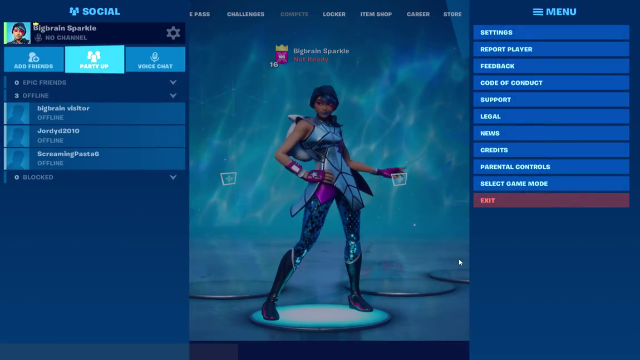 SOCIAL
Bigbrain Sparkle
NO CHANNEL
ADD FRIENDS
PARTY UP
VOICE CHAT
0 EPIC FRIENDS
3 OFFLINE
bigbrain visitor
OFFLINE
Jordyd2010
OFFLINE
ScreamingPasta6
OFFLINE
0 BLOCKED
E PASS
CHALLENGES
COMPETE
LOCKER
ITEM SHOP
CAREER
STORE
Bigbrain Sparkle
Not Ready
16
MENU
SETTINGS
REPORT PLAYER
FEEDBACK
CODE OF CONDUCT
SUPPORT
LEGAL
NEWS
CREDITS
PARENTAL CONTROLS
SELECT GAME MODE
EXIT